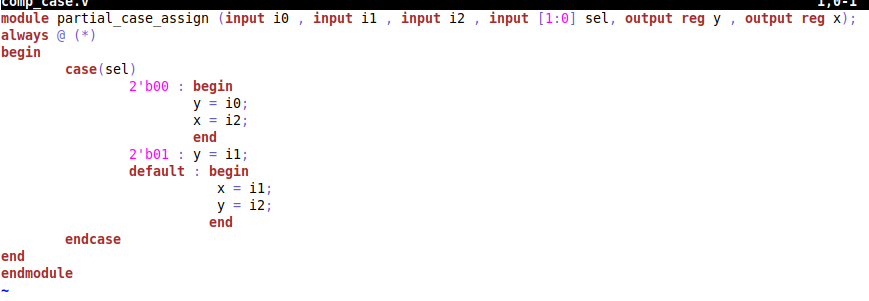 comp_case.v 1,0-1
module partial_case_assign (input i0 , input i1 , input i2 , input [1:0] sel, output reg y , output reg x);
always @ (*)
begin
        case(sel)
                2'b00 : begin
                        y = i0;
                        x = i2;
                        end
                2'b01 : y = i1;
                default : begin
                           x = i1;
                           y = i2;
                          end
        endcase
end
endmodule
~